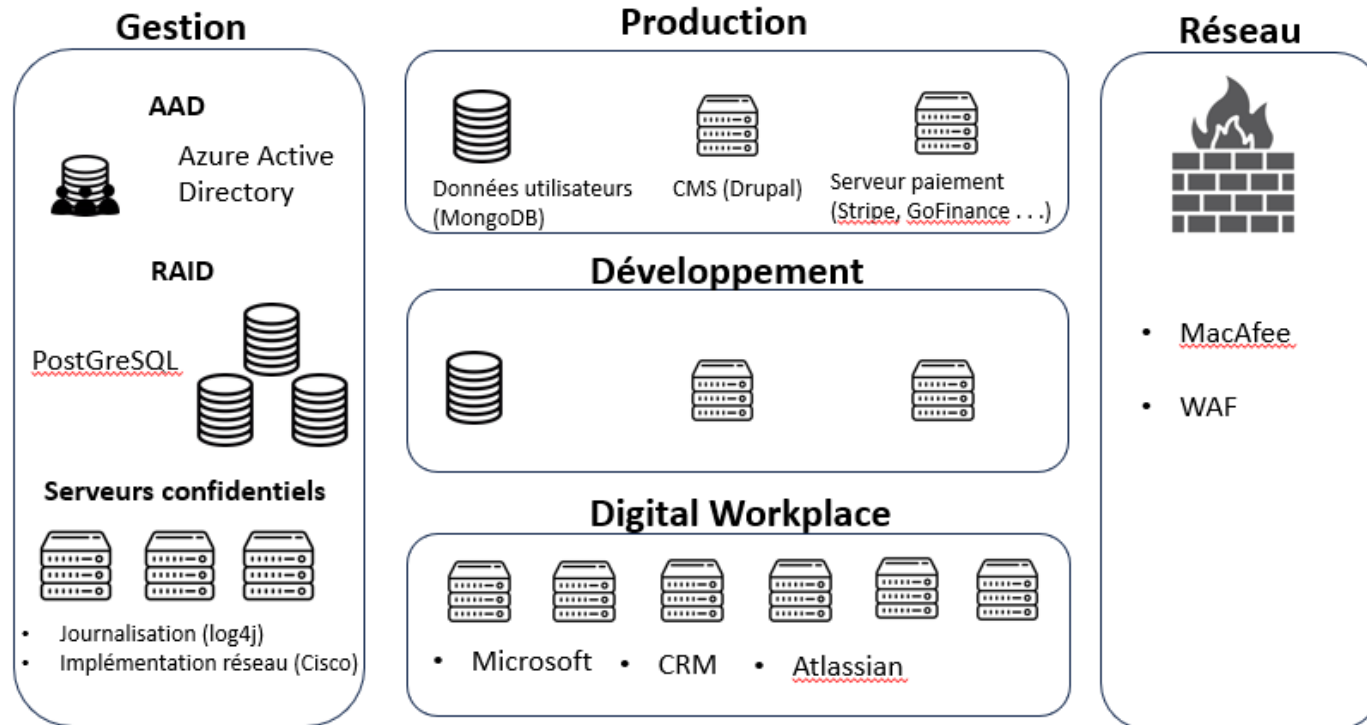 Gestion
AAD
Azure Active
Directory
RAID
PostGreSQL
Serveurs confidentiels
• Journalisation (log4j)
• Implémentation réseau (Cisco)
Production
Données utilisateurs
(MongoDB)
CMS (Drupal)
Serveur paiement
(Stripe, GoFinance . . .)
Développement
Digital Workplace
• Microsoft • CRM • Atlassian
Réseau
• MacAfee
• WAF